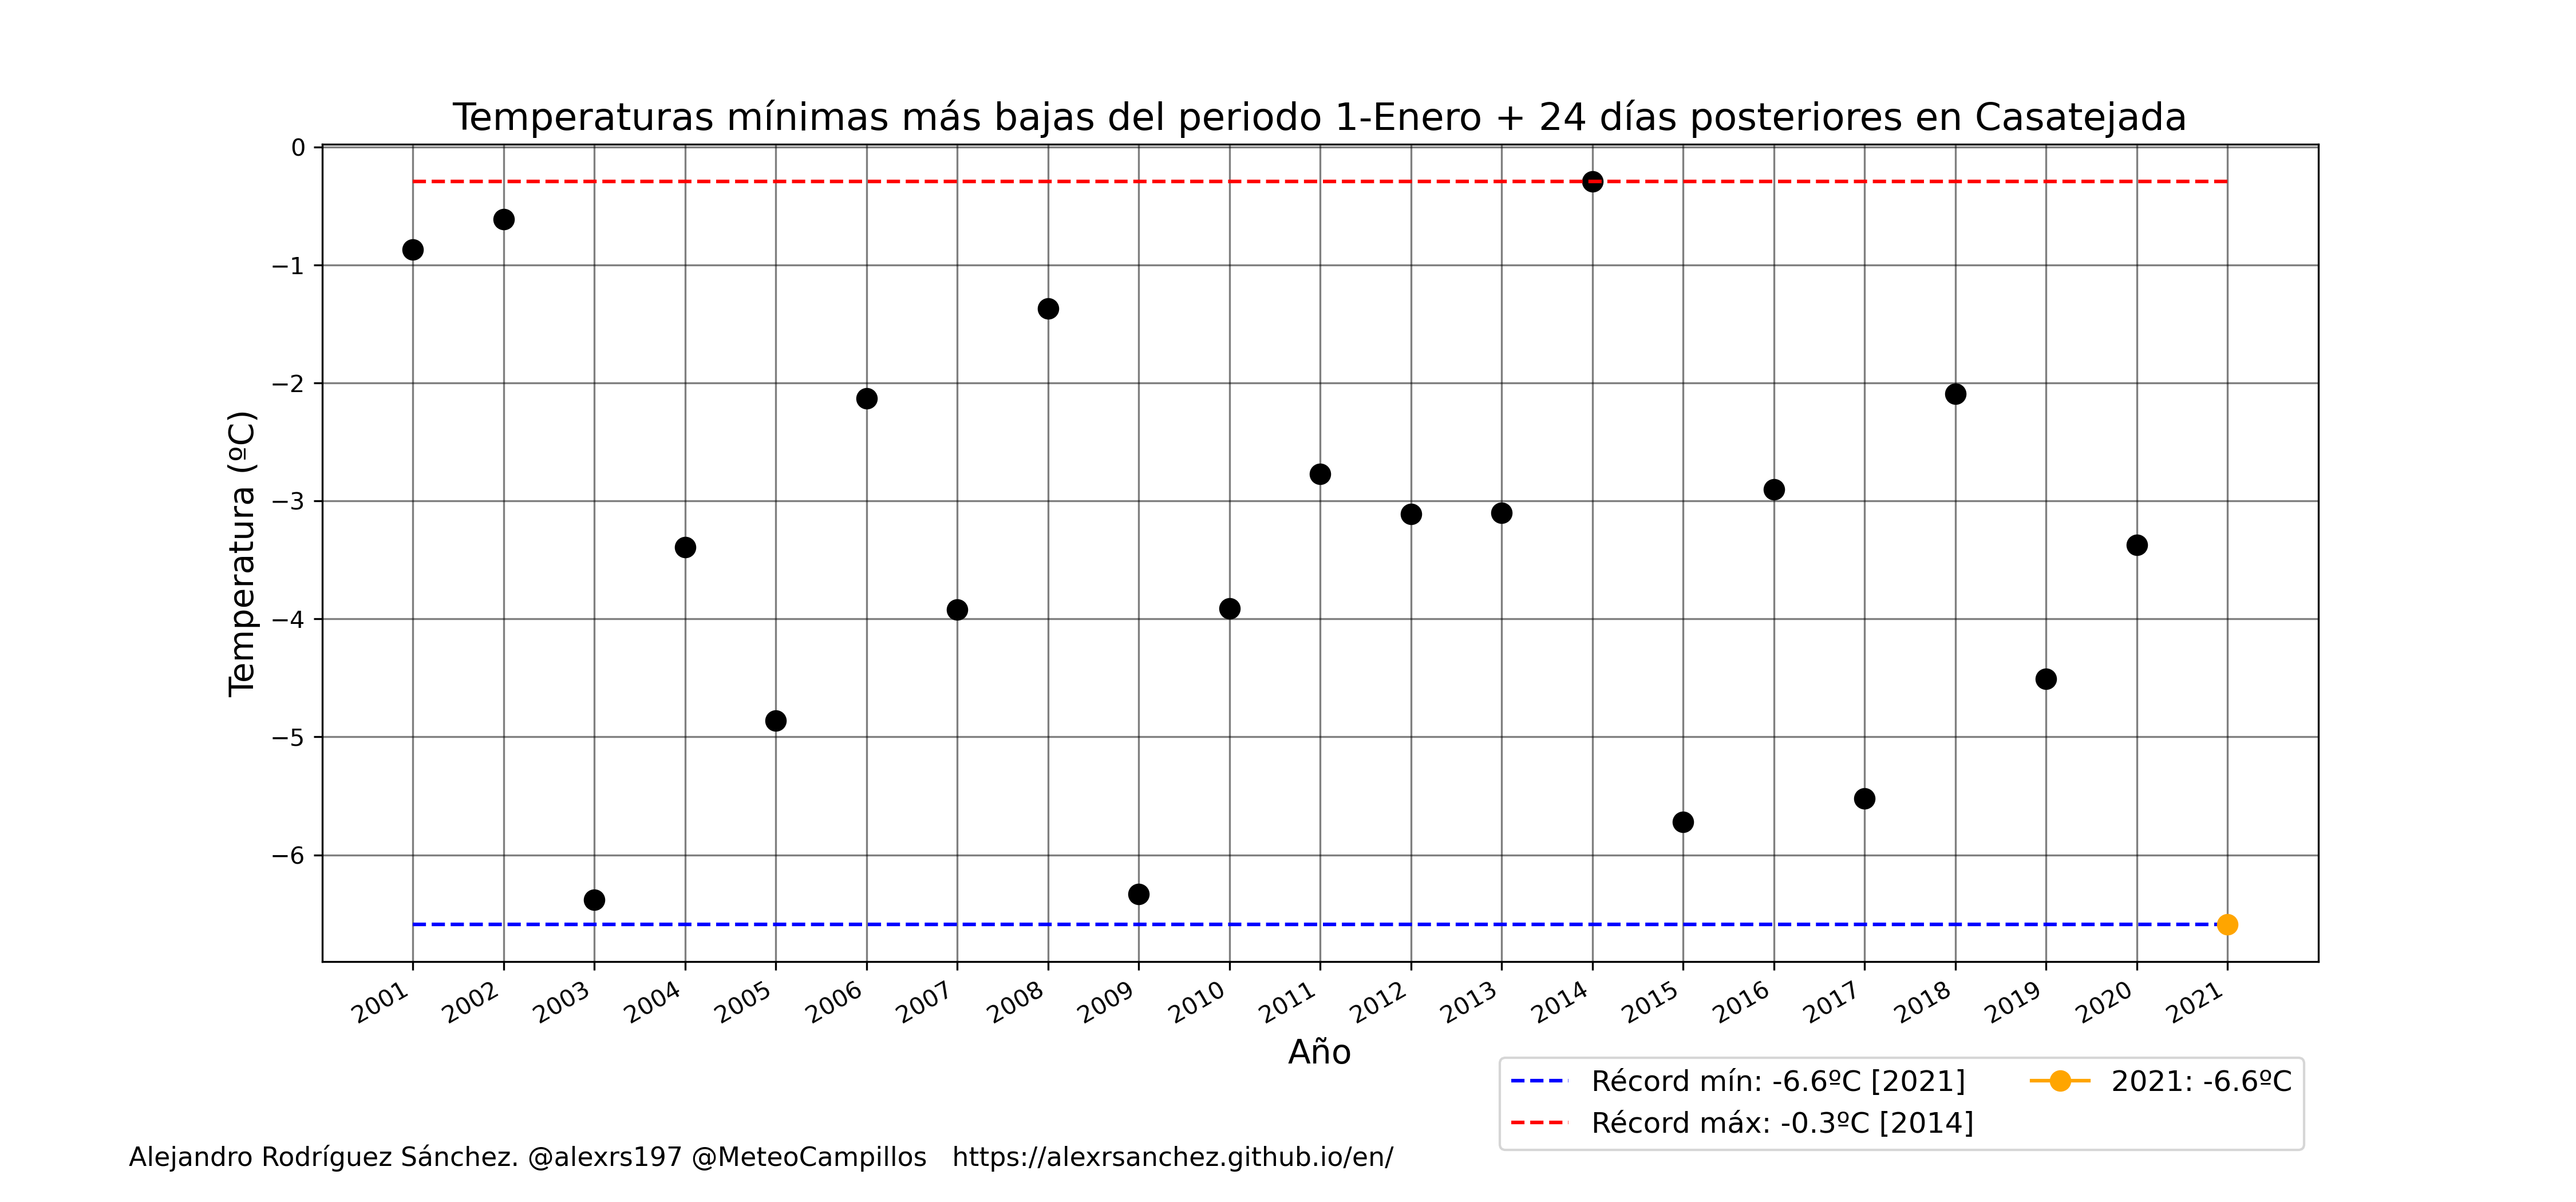 Temperaturas mínimas más bajas del periodo 1-Enero + 24 días posteriores en Casatejada
0
−1
−2
−3
−4
−5
−6
Temperatura (ºC)
2001 2002 2003 2004 2005 2006 2007 2008 2009 2010 2011 2012 2013 2014 2015 2016 2017 2018 2019 2020 2021
Año
Récord mín: -6.6ºC [2021]
Récord máx: -0.3ºC [2014]
2021: -6.6ºC
Alejandro Rodríguez Sánchez. @alexrs197 @MeteoCampillos https://alexrsanchez.github.io/en/